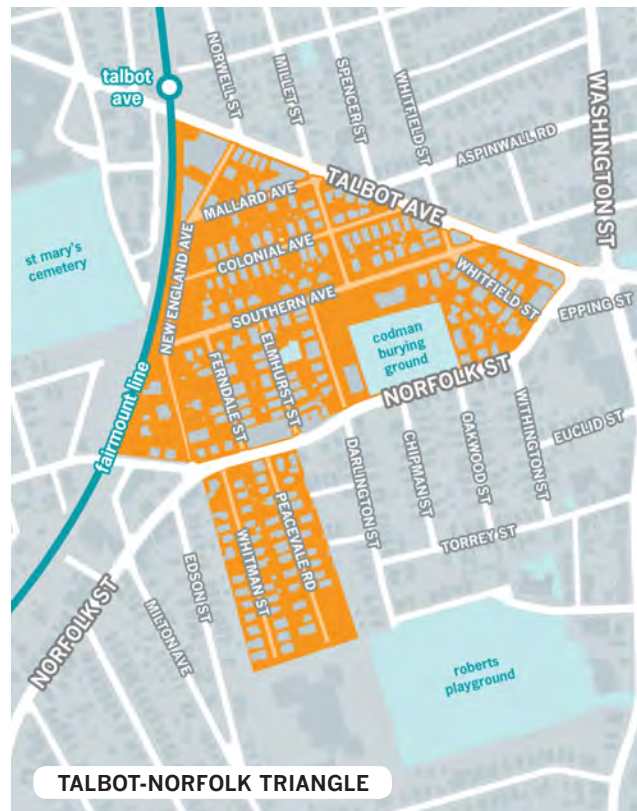 talbot
ave
NORWELL ST
MILLET ST
SPENCER ST
WHITFIELD ST
WASHINGTON ST
ASPINWALL RD
TALBOT AVE
MALLARD AVE
st mary's
cemetery
NEW ENGLAND AVE
COLONIAL AVE
SOUTHERN AVE
WHITFIELD ST
EPPING ST
codman
burying
ground
FERNDALE ST
ELMHURST ST
NORFOLK ST
fairmount line
DARLINGTON ST
CHIPMAN ST
OAKWOOD ST
WITHINGTON ST
EUCLID ST
PEACEVALE RD
WHITMAN ST
TORREY ST
EDSON ST
MILTON AVE
NORFOLK ST
roberts
playground
TALBOT-NORFOLK TRIANGLE